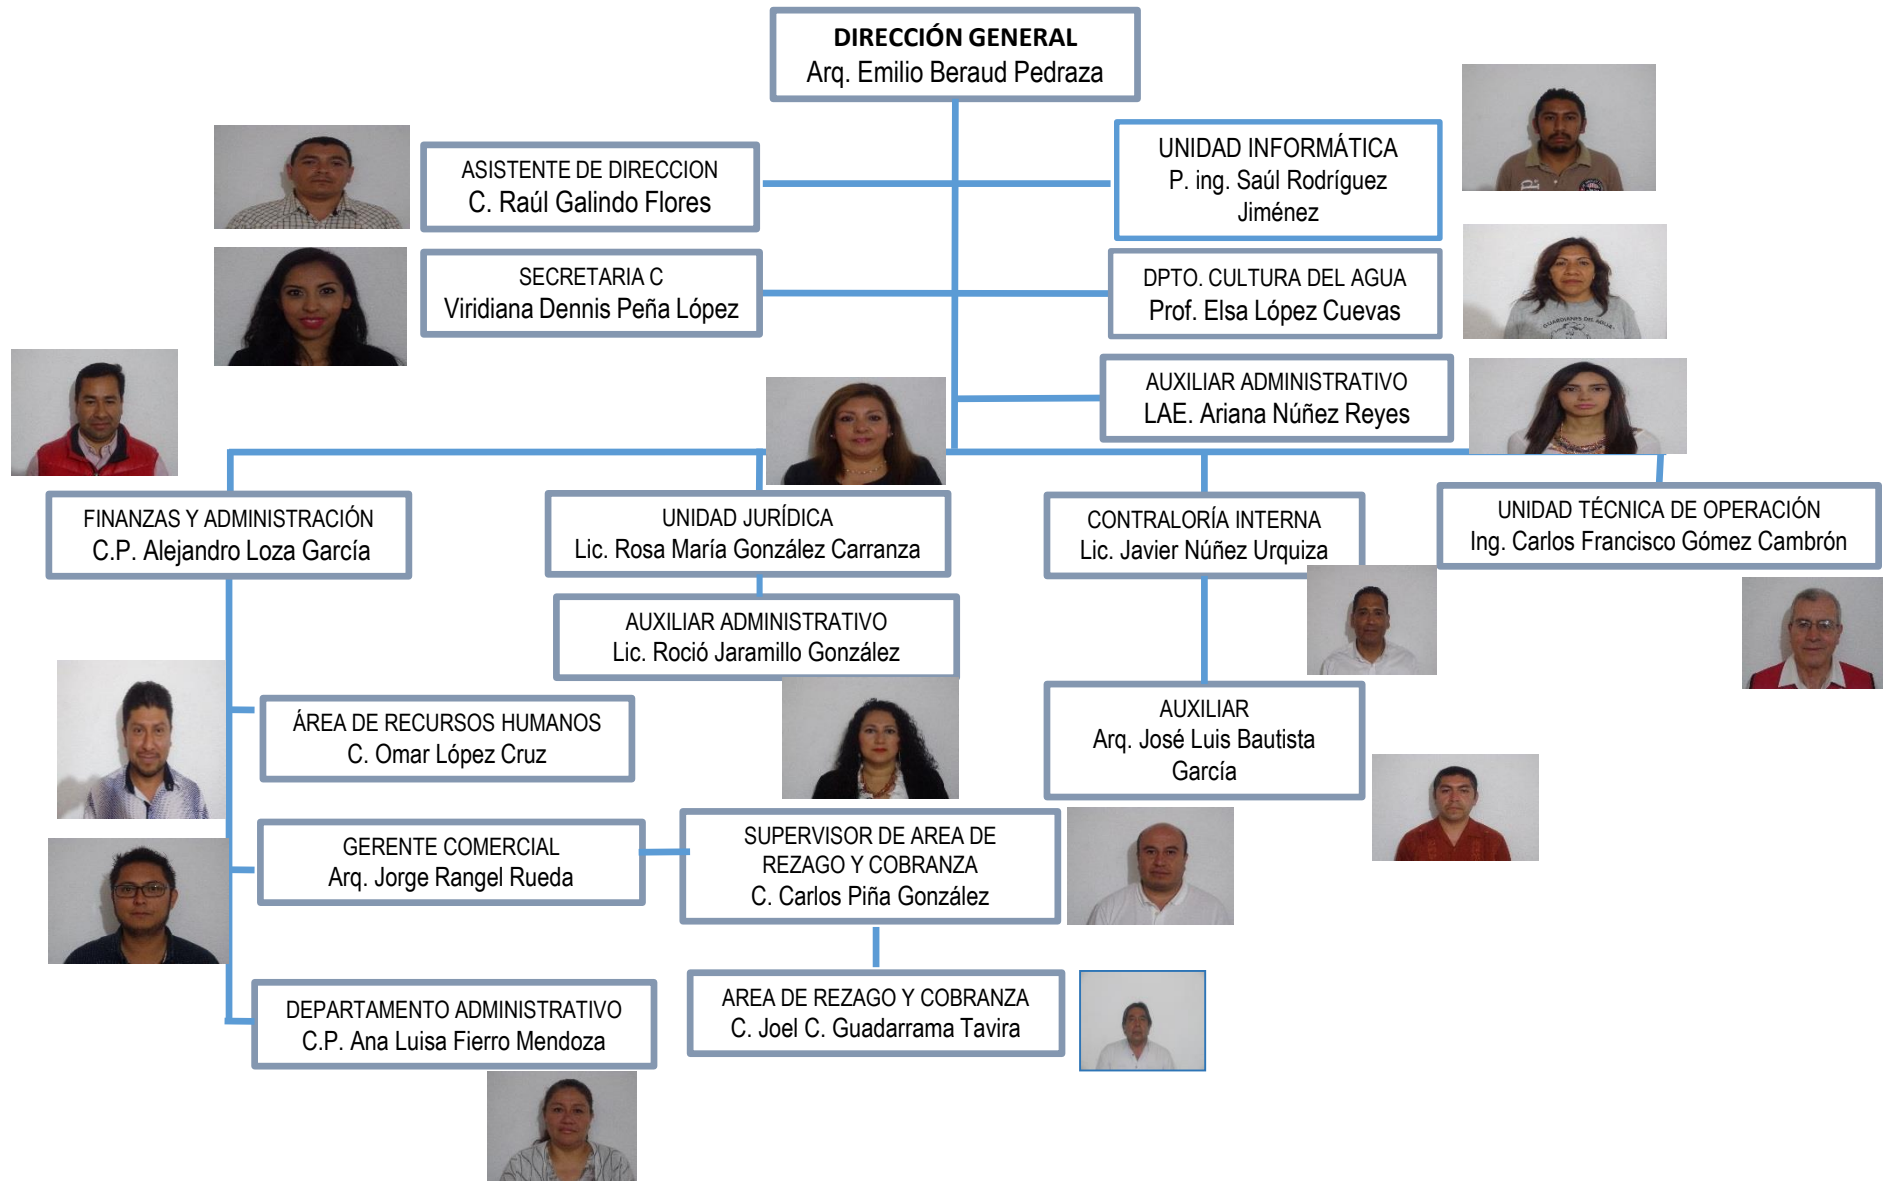 DIRECCIÓN GENERAL
Arq. Emilio Beraud Pedraza
ASISTENTE DE DIRECCION
C. Raúl Galindo Flores
UNIDAD INFORMÁTICA
P. ing. Saúl Rodríguez
Jiménez
SECRETARIA C
Viridiana Dennis Peña López
DPTO. CULTURA DEL AGUA
Prof. Elsa López Cuevas
GUARDIANES DEL AGUA
AUXILIAR ADMINISTRATIVO
LAE. Ariana Núñez Reyes
FINANZAS Y ADMINISTRACIÓN
C.P. Alejandro Loza García
UNIDAD JURÍDICA
Lic. Rosa María González Carranza
CONTRALORÍA INTERNA
Lic. Javier Núñez Urquiza
UNIDAD TÉCNICA DE OPERACIÓN
Ing. Carlos Francisco Gómez Cambrón
AUXILIAR ADMINISTRATIVO
Lic. Roció Jaramillo González
ÁREA DE RECURSOS HUMANOS
C. Omar López Cruz
AUXILIAR
Arq. José Luis Bautista
García
GERENTE COMERCIAL
Arq. Jorge Rangel Rueda
SUPERVISOR DE AREA DE
REZAGO Y COBRANZA
C. Carlos Piña González
DEPARTAMENTO ADMINISTRATIVO
C.P. Ana Luisa Fierro Mendoza
AREA DE REZAGO Y COBRANZA
C. Joel C. Guadarrama Tavira